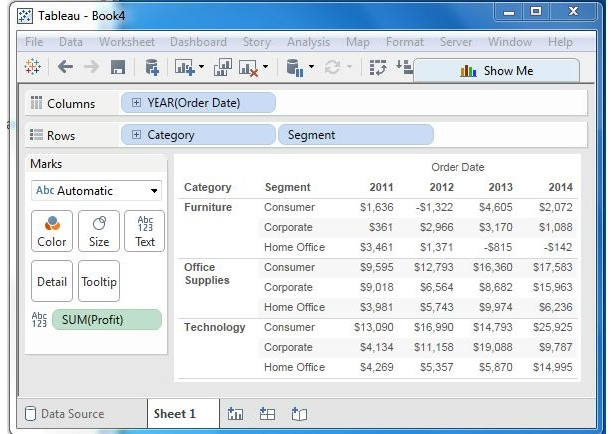 Tableau - Book4
File Data Worksheet Dashboard Story Analysis Map Format Server Window Help
Show Me
Columns YEAR(Order Date)
Rows Category Segment
Marks
Abc Automatic
Color Size Abc 123 Text
Detail Tooltip
Abc 123 SUM(Profit)
Order Date
Category Segment 2011 2012 2013 2014
Furniture Consumer $1,636 -$1,322 $4,605 $2,072
Corporate $361 $2,966 $3,170 $1,088
Home Office $3,461 $1,371 -$815 -$142
Office Supplies Consumer $9,595 $12,793 $16,360 $17,583
Corporate $9,018 $6,564 $8,682 $15,963
Home Office $3,981 $5,743 $9,974 $6,236
Technology Consumer $13,090 $16,990 $14,793 $25,925
Corporate $4,134 $11,158 $19,088 $9,787
Home Office $4,269 $5,357 $5,870 $14,995
Data Source Sheet 1